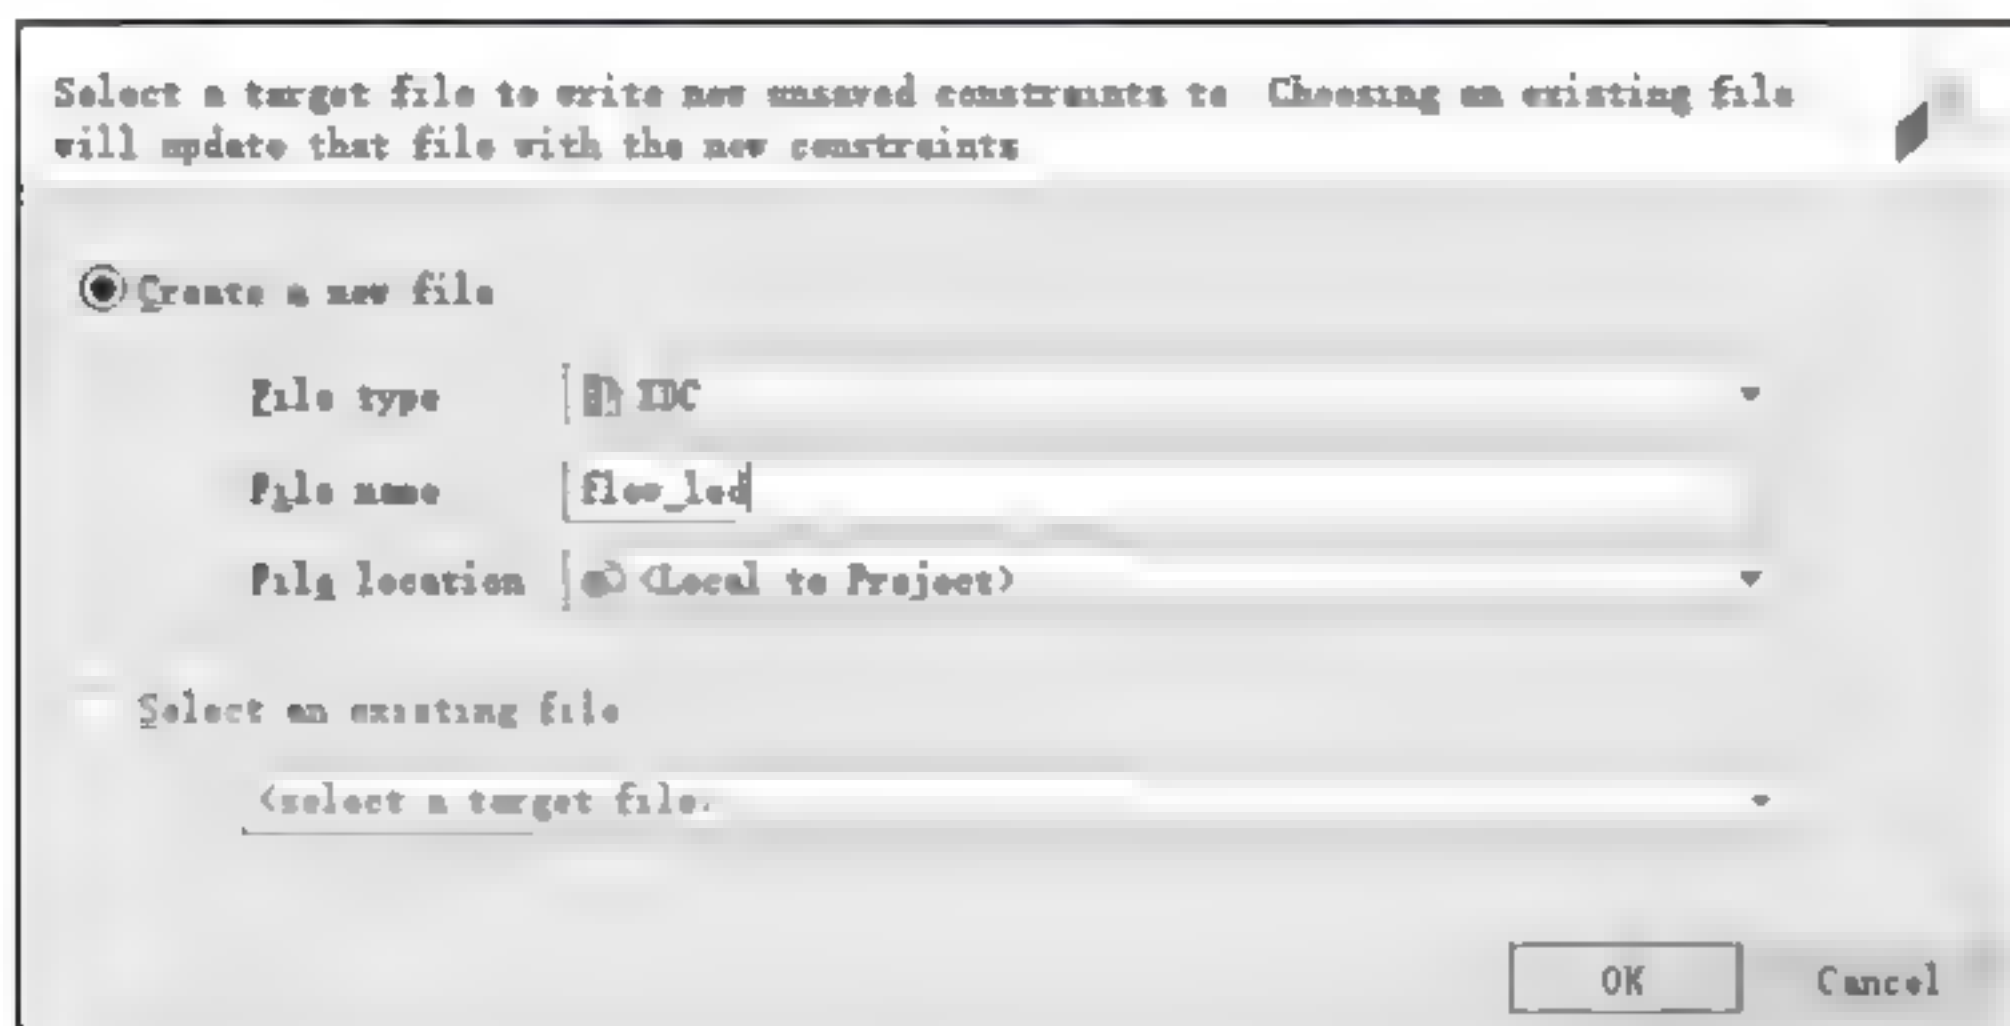 Select a target file to write new unsaved constraints to Choosing an existing file
will update that file with the new constraints
Create a new file
File type XDC
File name flow_led
File location <Local to Project>
Select an existing file
<select a target file>
OK Cancel